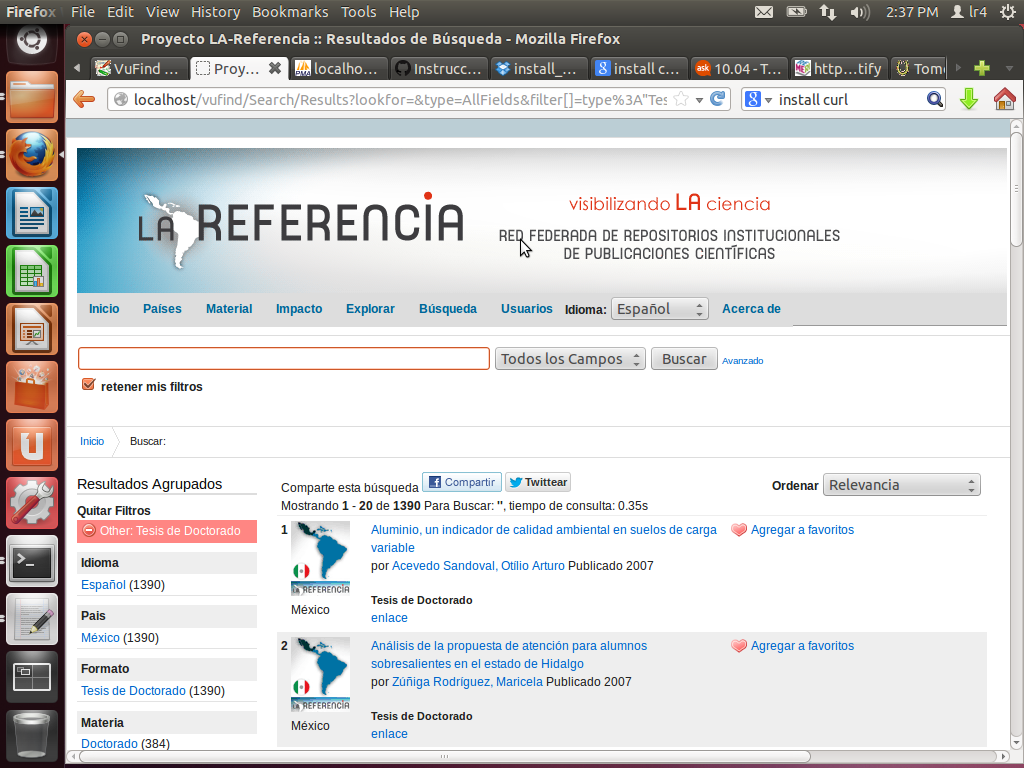 Firefox File Edit View History Bookmarks Tools Help 2:37 PM lr4
Proyecto LA-Referencia :: Resultados de Búsqueda - Mozilla Firefox
VuFind ... Proy... localho... Instrucc... install_... install c... 10.04 - T... http...tify Tom
localhost/vufind/Search/Results?lookfor=&type=AllFields&filter[]=type%3A"Tes install curl
LA REFERENCIA
visibilizando LA ciencia
RED FEDERADA DE REPOSITORIOS INSTITUCIONALES
DE PUBLICACIONES CIENTÍFICAS
Inicio Países Material Impacto Explorar Búsqueda Usuarios Idioma: Español Acerca de
Todos los Campos Buscar Avanzado
retener mis filtros
Inicio Buscar:
Resultados Agrupados
Quitar Filtros
Other: Tesis de Doctorado
Idioma
Español (1390)
Pais
México (1390)
Formato
Tesis de Doctorado (1390)
Materia
Doctorado (384)
Comparte esta búsqueda Compartir Twittear
Ordenar Relevancia
Mostrando 1 - 20 de 1390 Para Buscar: '', tiempo de consulta: 0.35s
1 Aluminio, un indicador de calidad ambiental en suelos de carga
variable
Agregar a favoritos
por Acevedo Sandoval, Otílio Arturo Publicado 2007
LA REFERENCIA
Tesis de Doctorado
México
enlace
2 Análisis de la propuesta de atención para alumnos
sobresalientes en el estado de Hidalgo
Agregar a favoritos
por Zúñiga Rodríguez, Maricela Publicado 2007
LA REFERENCIA
Tesis de Doctorado
México
enlace